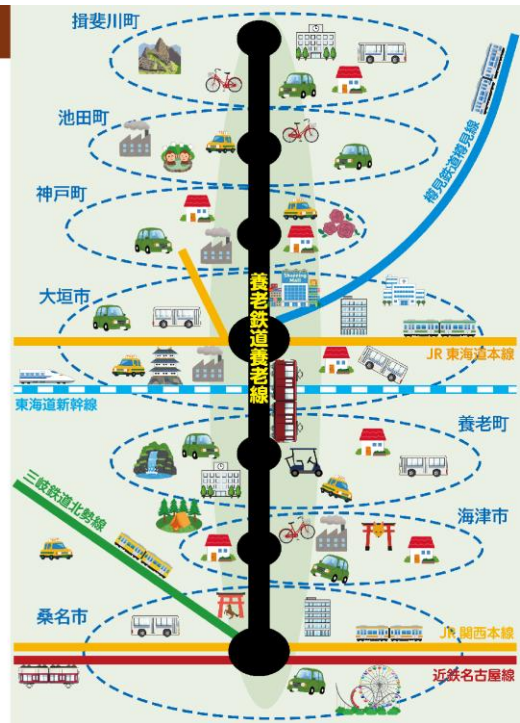 揖斐川町
池田町
神戸町
樽見鉄道樽見線
大垣市
Shopping Mall
養老鉄道養老線
JR 東海道本線
東海道新幹線
養老町
三岐鉄道北勢線
海津市
桑名市
JR 関西本線
近鉄名古屋線